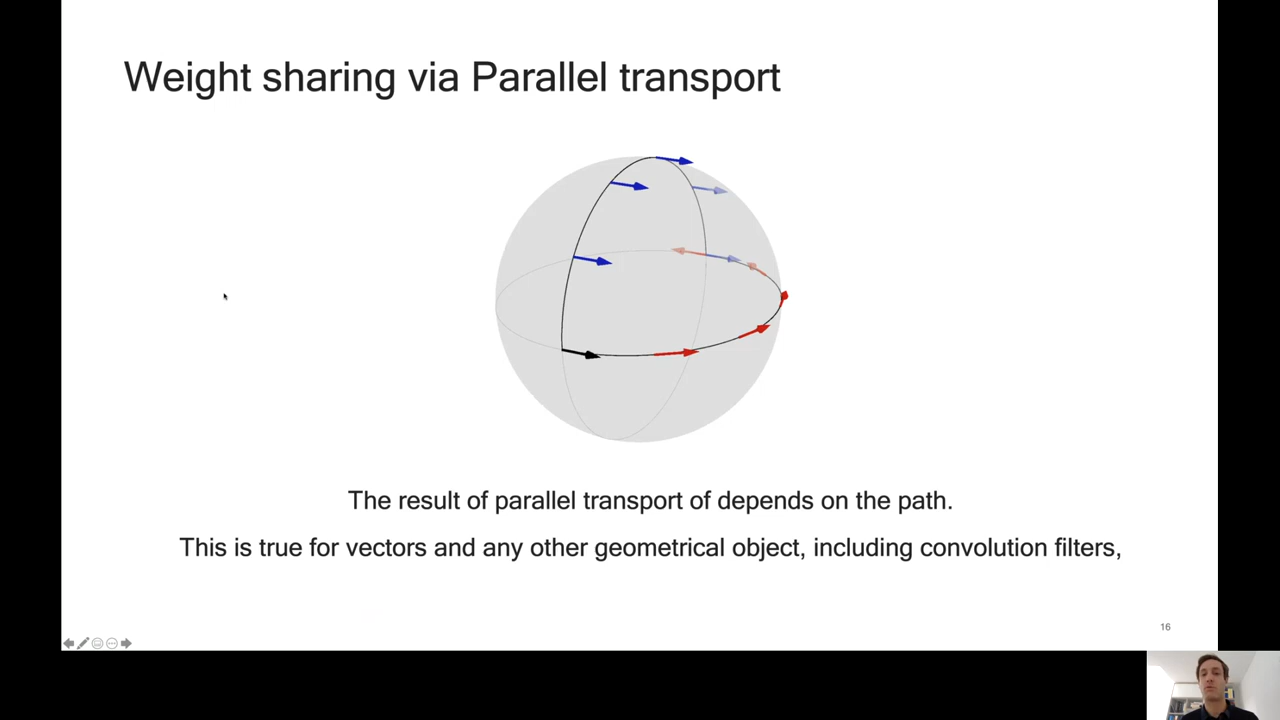 Weight sharing via Parallel transport
The result of parallel transport of depends on the path.
This is true for vectors and any other geometrical object, including convolution filters,
16